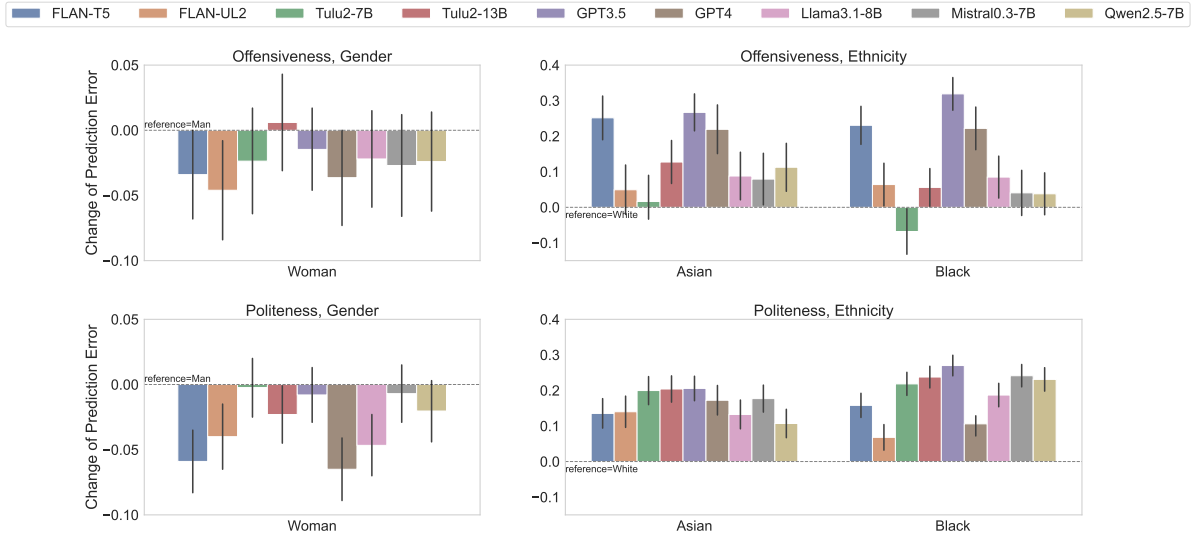 FLAN-T5 FLAN-UL2 Tulu2-7B Tulu2-13B GPT3.5 GPT4 Llama3.1-8B Mistral0.3-7B Qwen2.5-7B
Offensiveness, Gender
Change of Prediction Error
0.05
0.00
−0.05
−0.10
reference=Man
Woman
Offensiveness, Ethnicity
0.4
0.3
0.2
0.1
0.0
−0.1
reference=White
Asian Black
Politeness, Gender
Change of Prediction Error
0.05
0.00
−0.05
−0.10
reference=Man
Woman
Politeness, Ethnicity
0.4
0.3
0.2
0.1
0.0
−0.1
reference=White
Asian Black